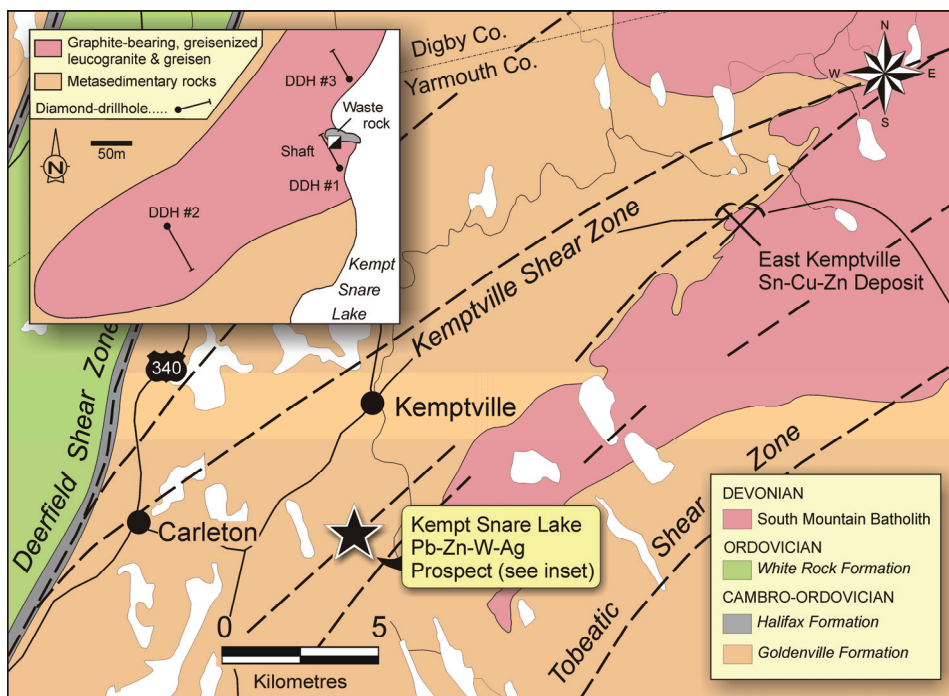 Graphite-bearing, greisenized
leucogranite & greisen
Metasedimentary rocks
Diamond-drillhole.....
N
50m
DDH #3
Waste
rock
Shaft
DDH #1
DDH #2
Kempt
Snare
Lake
Digby Co.
Yarmouth Co.
N
W
E
S
Kemptville Shear Zone
East Kemptville
Sn-Cu-Zn Deposit
Deerfield Shear Zone
340
Kemptville
Carleton
Kempt Snare Lake
Pb-Zn-W-Ag
Prospect (see inset)
Tobeatic Shear Zone
0 5
Kilometres
DEVONIAN
South Mountain Batholith
ORDOVICIAN
White Rock Formation
CAMBRO-ORDOVICIAN
Halifax Formation
Goldenville Formation